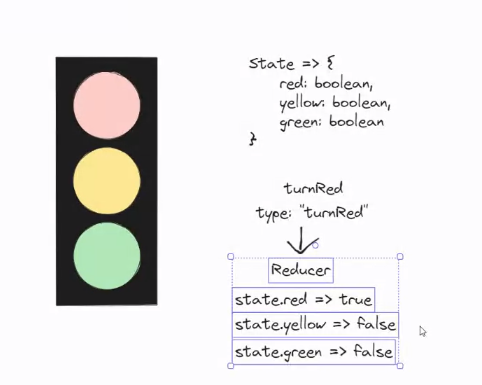 State => {
red: boolean,
yellow: boolean,
green: boolean
}
turnRed
type: "turnRed"
Reducer
state.red => true
state.yellow => false
state.green => false